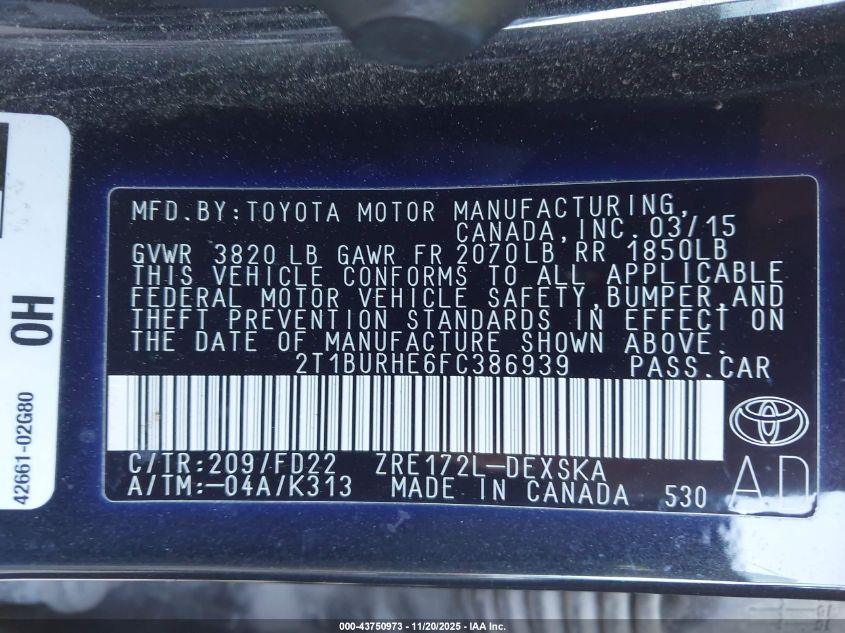 MFD.BY:TOYOTA MOTOR MANUFACTURING,
CANADA,INC. 03/15
GVWR 3820 LB GAWR FR 2070LB RR 1850LB
THIS VEHICLE CONFORMS TO ALL APPLICABLE
FEDERAL MOTOR VEHICLE SAFETY,BUMPER,AND
THEFT PREVENTION STANDARDS IN EFFECT ON
THE DATE OF MANUFACTURE SHOWN ABOVE.
2T1BURHE6FC386939 PASS.CAR
C/TR:209/FD22 ZRE172L-DEXSKA
A/TM:-04A/K313 MADE IN CANADA 530
AD
OH
42661-02G80
000-43750973 - 11/20/2025 - IAA Inc.